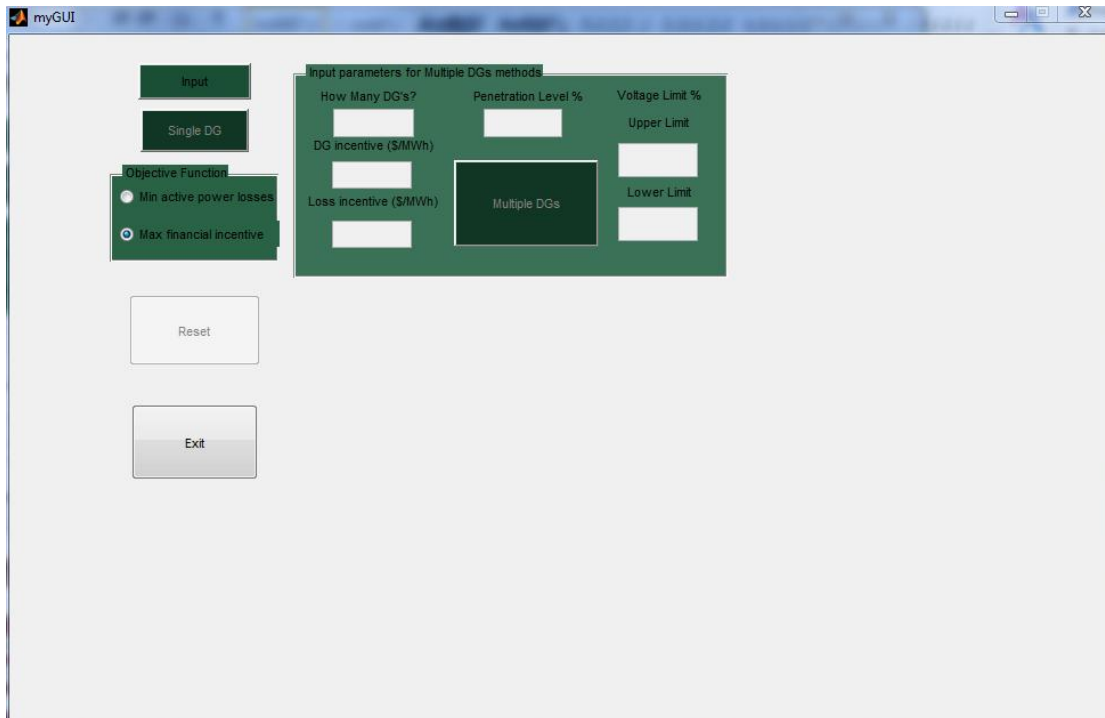 myGUI
Input
Single DG
Objective Function
Min active power losses
Max financial incentive
Reset
Exit
Input parameters for Multiple DGs methods
How Many DG's?
DG incentive ($/MWh)
Loss incentive ($/MWh)
Penetration Level %
Multiple DGs
Voltage Limit %
Upper Limit
Lower Limit